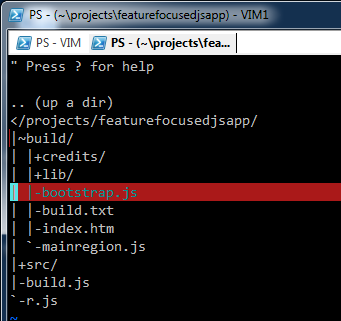 PS - (~\projects\featurefocusedjsapp) - VIM1
PS - VIM
PS - (~\projects\fea...
" Press ? for help
.. (up a dir)
</projects/featurefocusedjsapp/
|~build/
| |+credits/
| |+lib/
| |-bootstrap.js
| |-build.txt
| |-index.htm
| `-mainregion.js
|+src/
|-build.js
`-r.js
~